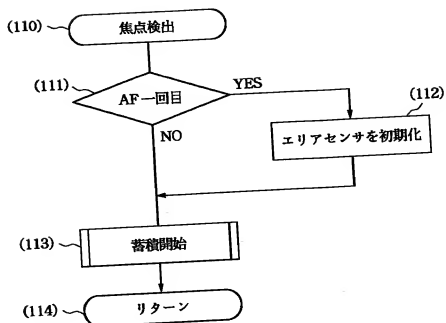 (110)
焦点検出
(111)
AF一回目
YES
(112)
エリアセンサを初期化
NO
(113)
蓄積開始
(114)
リターン